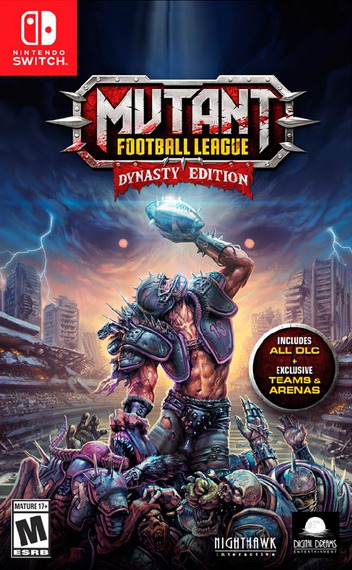 NINTENDO
SWITCH™
MUTANT
FOOTBALL LEAGUE
DYNASTY EDITION
INCLUDES
ALL DLC
+
EXCLUSIVE
TEAMS &
ARENAS
MATURE 17+
M
ESRB
NIGHTHAWK
interactive
DIGITAL DREAMS
ENTERTAINMENT